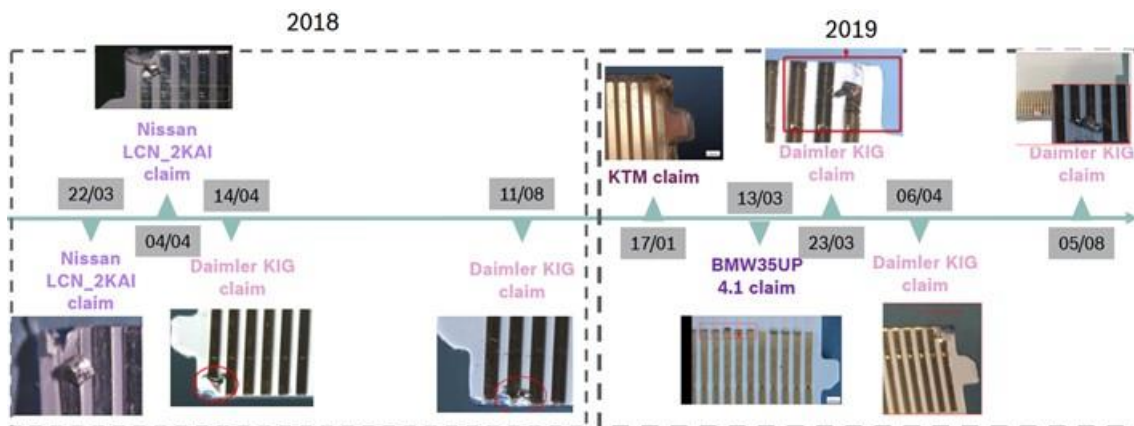 2018
2019
Nissan
LCN_2KAI
claim
Daimler KIG
claim
Daimler KIG
claim
KTM claim
22/03
14/04
11/08
13/03
06/04
04/04
17/01
23/03
05/08
Nissan
LCN_2KAI
claim
Daimler KIG
claim
Daimler KIG
claim
BMW35UP
4.1 claim
Daimler KIG
claim